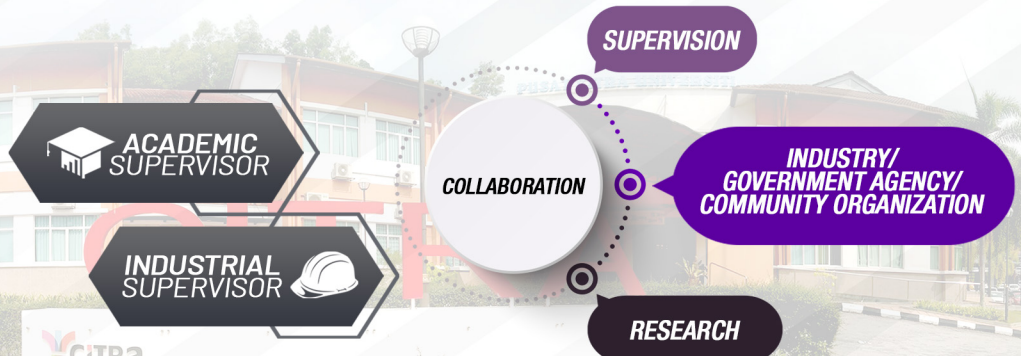 ACADEMIC
SUPERVISOR
INDUSTRIAL
SUPERVISOR
COLLABORATION
SUPERVISION
INDUSTRY/
GOVERNMENT AGENCY/
COMMUNITY ORGANIZATION
RESEARCH
CiTRa